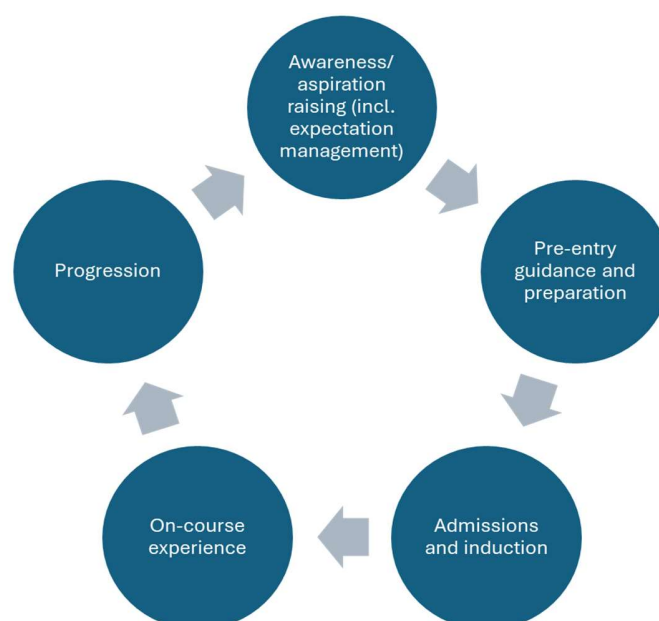 Awareness/
aspiration
raising (incl.
expectation
management)
Pre-entry
guidance and
preparation
Admissions
and induction
On-course
experience
Progression